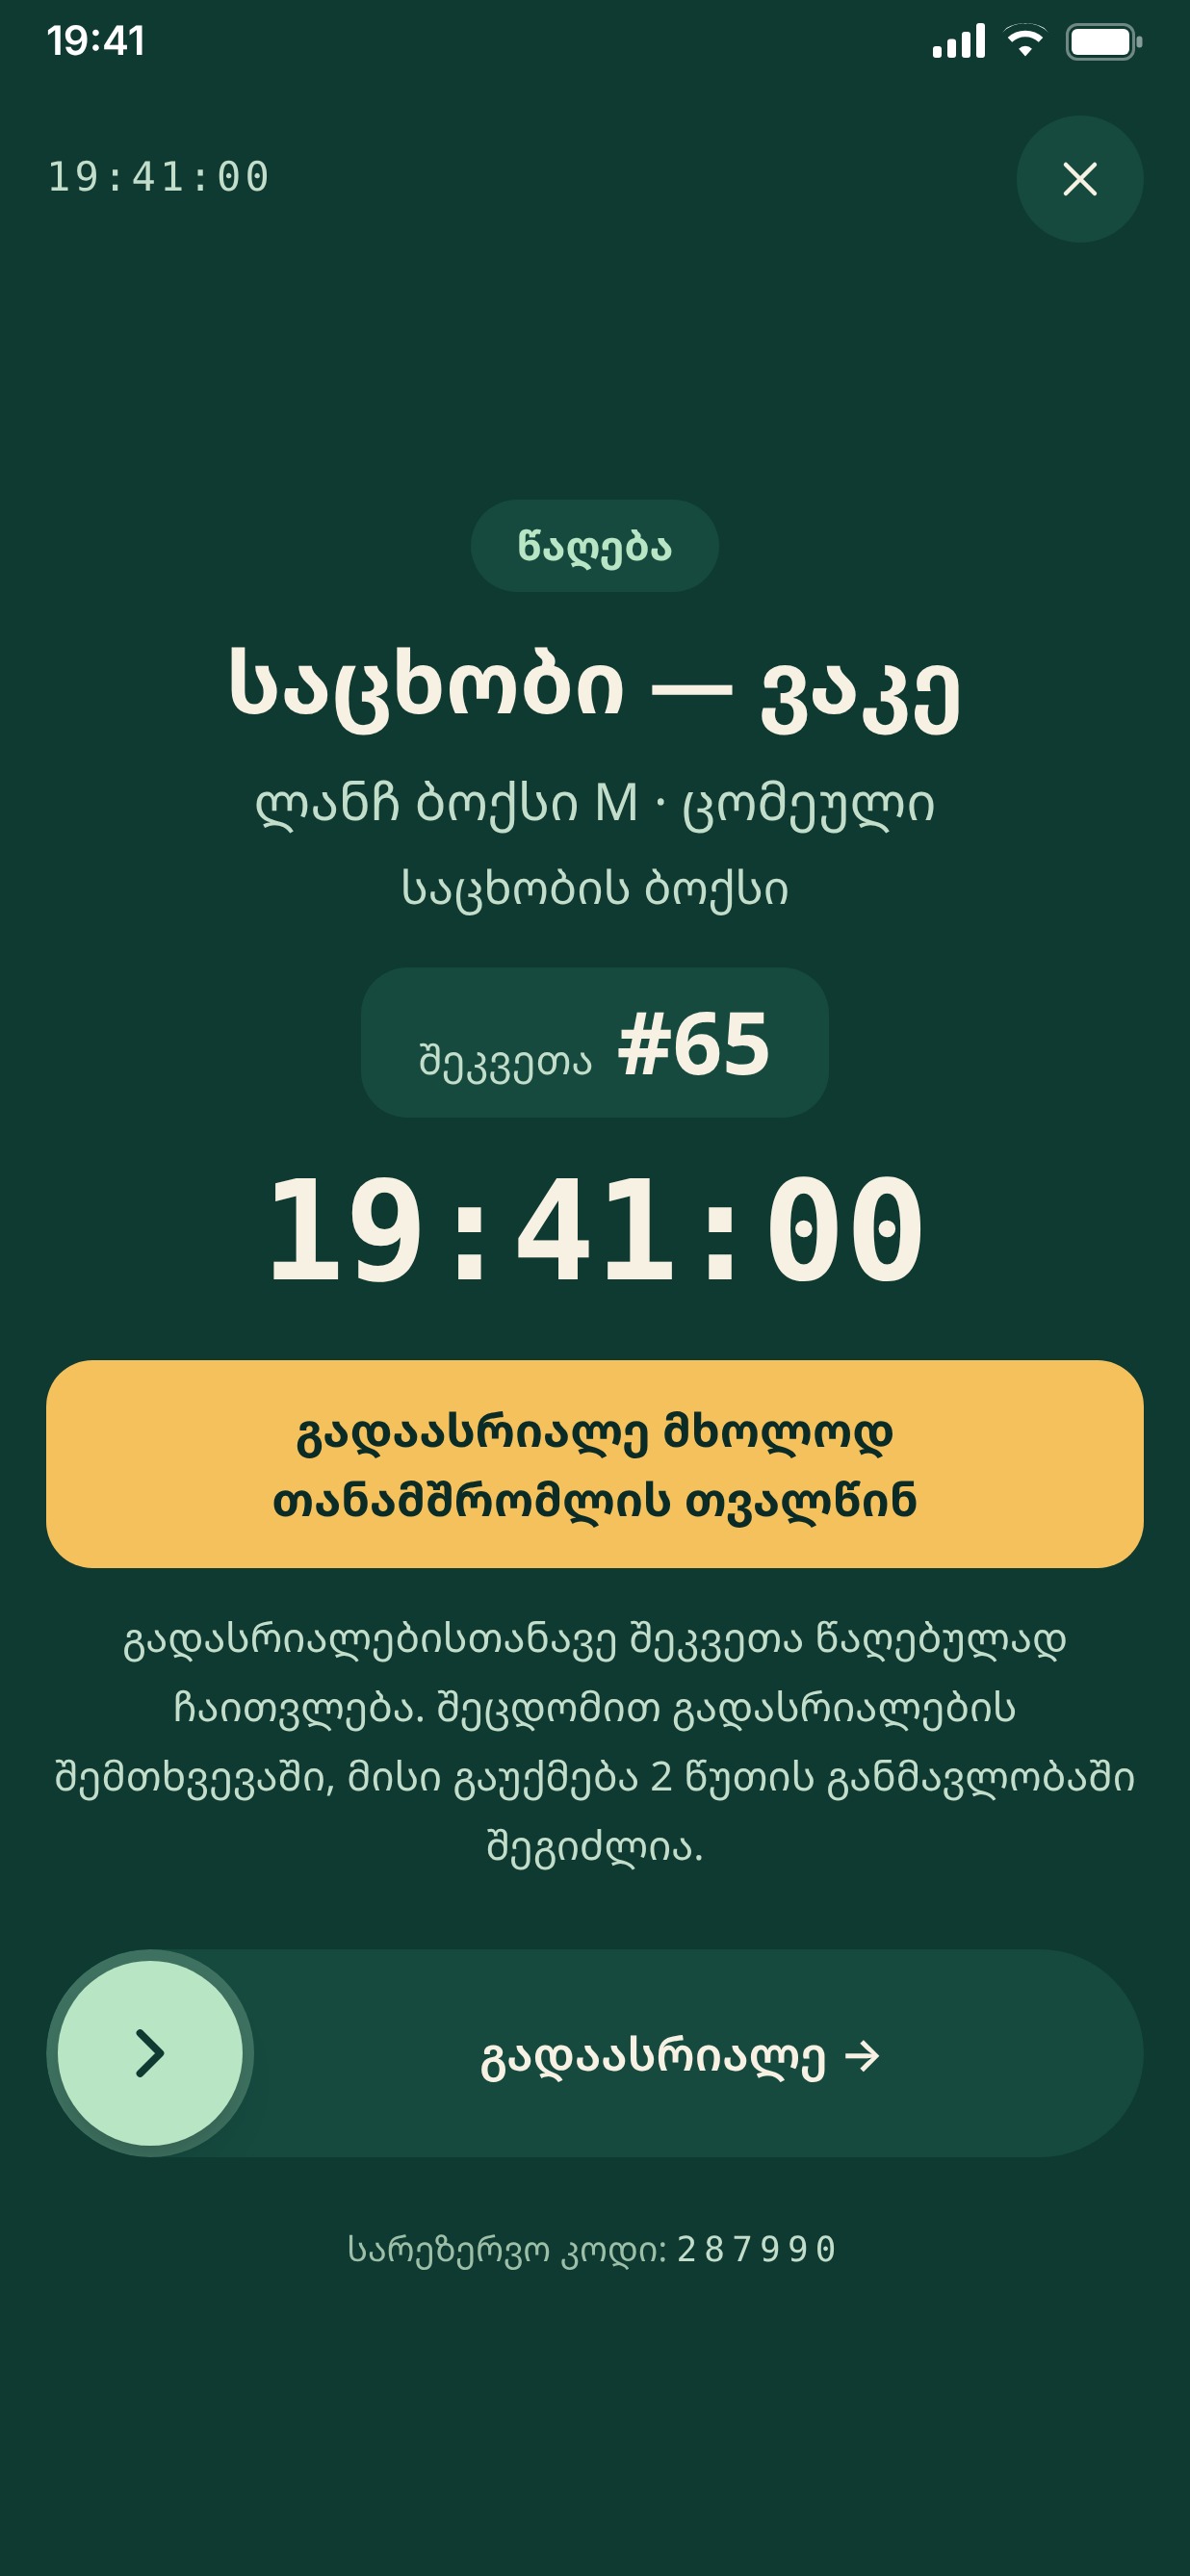 19:41
19:41:00
წაღება
საცხობი — ვაკე
ლანჩ ბოქსი M · ცომეული
საცხობის ბოქსი
შეკვეთა #65
19:41:00
გადაასრიალე მხოლოდ
თანამშრომლის თვალწინ
გადასრიალებისთანავე შეკვეთა წაღებულად
ჩაითვლება. შეცდომით გადასრიალების
შემთხვევაში, მისი გაუქმება 2 წუთის განმავლობაში
შეგიძლია.
გადაასრიალე →
სარეზერვო კოდი: 287990